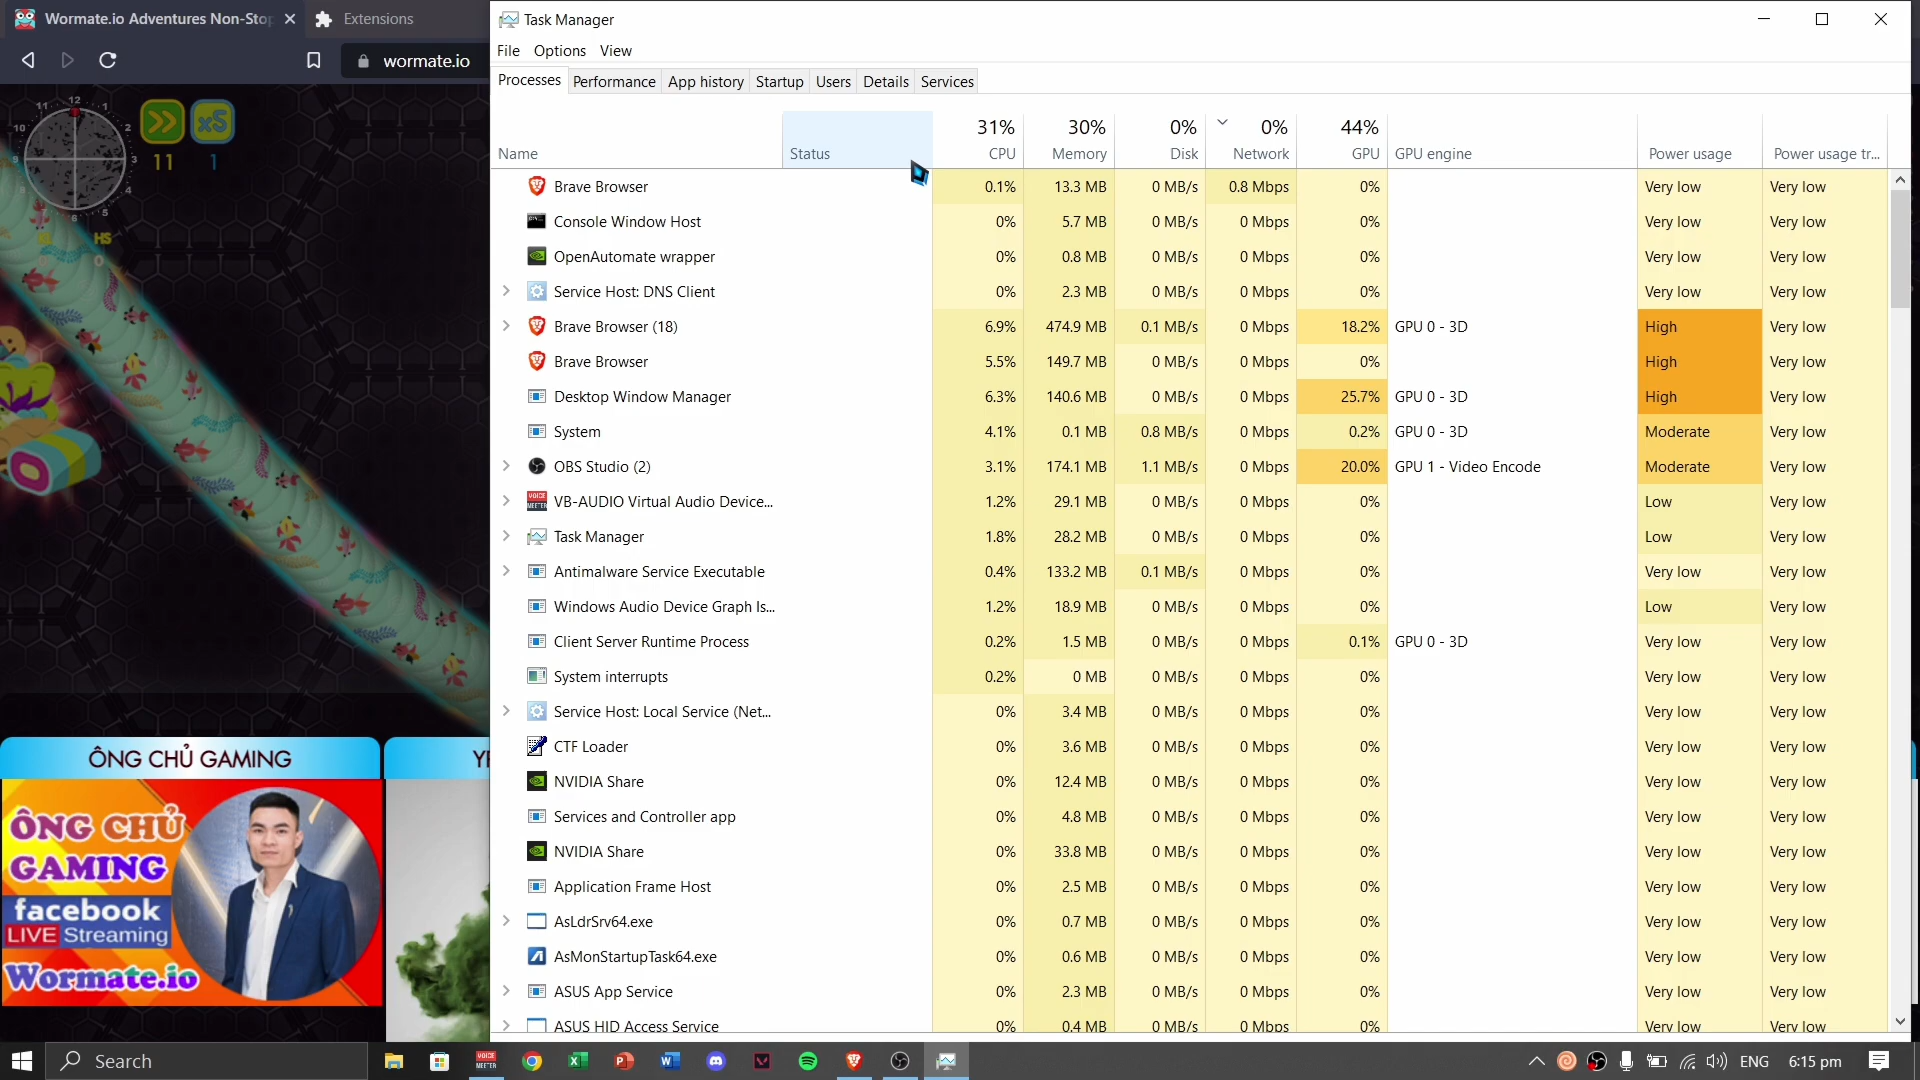 Wormate.io Adventures Non-Stop
Extensions
wormate.io
11 12 1
10 2
9 3
8 4
7 6 5
x5
11 1
HS
0 0
Task Manager
File Options View
Processes Performance App history Startup Users Details Services
31% 30% 0% 0% 44%
Name Status CPU Memory Disk Network GPU GPU engine Power usage Power usage tr...
Brave Browser 0.1% 13.3 MB 0 MB/s 0.8 Mbps 0% Very low Very low
Console Window Host 0% 5.7 MB 0 MB/s 0 Mbps 0% Very low Very low
OpenAutomate wrapper 0% 0.8 MB 0 MB/s 0 Mbps 0% Very low Very low
Service Host: DNS Client 0% 2.3 MB 0 MB/s 0 Mbps 0% Very low Very low
Brave Browser (18) 6.9% 474.9 MB 0.1 MB/s 0 Mbps 18.2% GPU 0 - 3D High Very low
Brave Browser 5.5% 149.7 MB 0 MB/s 0 Mbps 0% High Very low
Desktop Window Manager 6.3% 140.6 MB 0 MB/s 0 Mbps 25.7% GPU 0 - 3D High Very low
System 4.1% 0.1 MB 0.8 MB/s 0 Mbps 0.2% GPU 0 - 3D Moderate Very low
OBS Studio (2) 3.1% 174.1 MB 1.1 MB/s 0 Mbps 20.0% GPU 1 - Video Encode Moderate Very low
VB-AUDIO Virtual Audio Device... 1.2% 29.1 MB 0 MB/s 0 Mbps 0% Low Very low
Task Manager 1.8% 28.2 MB 0 MB/s 0 Mbps 0% Low Very low
Antimalware Service Executable 0.4% 133.2 MB 0.1 MB/s 0 Mbps 0% Very low Very low
Windows Audio Device Graph Is... 1.2% 18.9 MB 0 MB/s 0 Mbps 0% Low Very low
Client Server Runtime Process 0.2% 1.5 MB 0 MB/s 0 Mbps 0.1% GPU 0 - 3D Very low Very low
System interrupts 0.2% 0 MB 0 MB/s 0 Mbps 0% Very low Very low
Service Host: Local Service (Net... 0% 3.4 MB 0 MB/s 0 Mbps 0% Very low Very low
CTF Loader 0% 3.6 MB 0 MB/s 0 Mbps 0% Very low Very low
NVIDIA Share 0% 12.4 MB 0 MB/s 0 Mbps 0% Very low Very low
Services and Controller app 0% 4.8 MB 0 MB/s 0 Mbps 0% Very low Very low
NVIDIA Share 0% 33.8 MB 0 MB/s 0 Mbps 0% Very low Very low
Application Frame Host 0% 2.5 MB 0 MB/s 0 Mbps 0% Very low Very low
AsLdrSrv64.exe 0% 0.7 MB 0 MB/s 0 Mbps 0% Very low Very low
AsMonStartupTask64.exe 0% 0.6 MB 0 MB/s 0 Mbps 0% Very low Very low
ASUS App Service 0% 2.3 MB 0 MB/s 0 Mbps 0% Very low Very low
ASUS HID Access Service 0% 0.4 MB 0 MB/s 0 Mbps 0% Very low Very low
ÔNG CHỦ GAMING
ÔNG CHỦ
GAMING
facebook
LIVE Streaming
Wormate.io
Search
VOICE
MEETER
ENG 6:15 pm